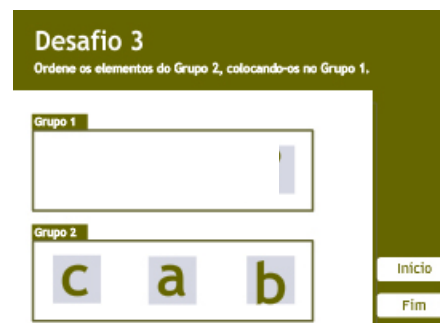 Desafio 3
Ordene os elementos do Grupo 2, colocando-os no Grupo 1.
Grupo 1
Grupo 2
c a b
Início
Fim